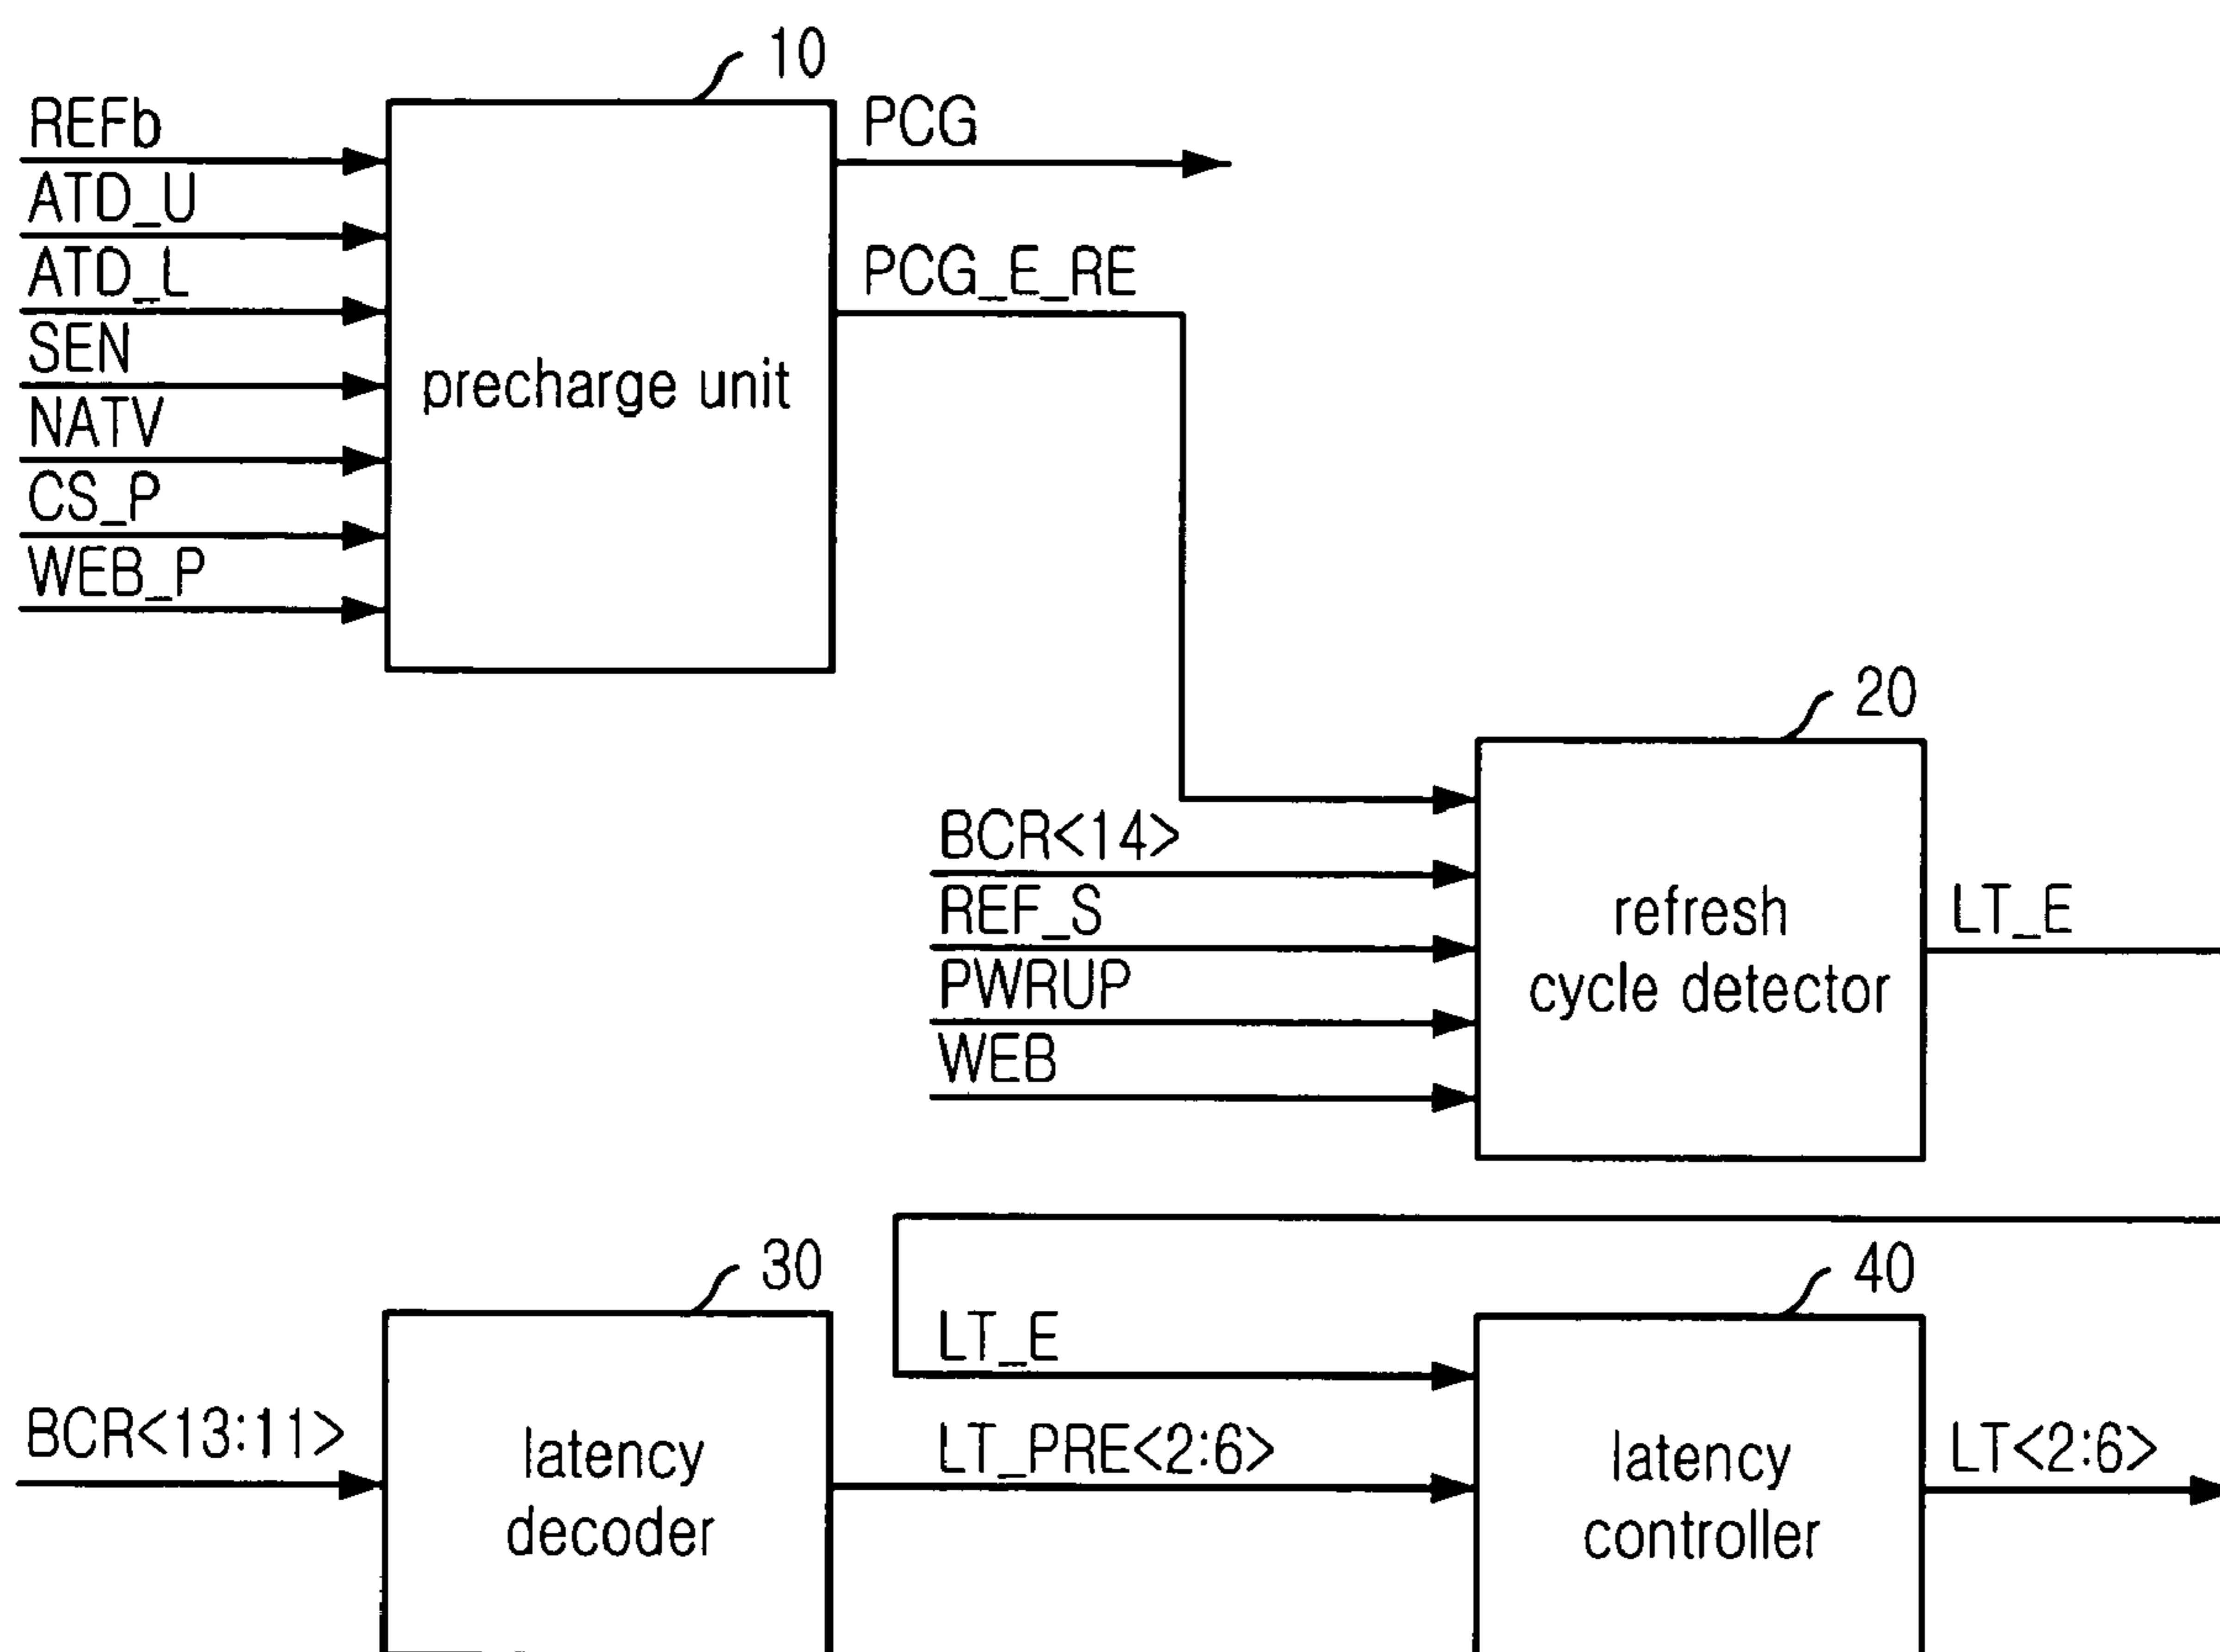 10
REFb
PCG
ATD_U
ATD_L
PCG_E_RE
SEN
precharge unit
NATV
CS_P
WEB_P
20
BCR<14>
REF_S
refresh
cycle detector
LT_E
PWRUP
WEB
30
40
LT_E
BCR<13:11>
latency
decoder
LT_PRE<2:6>
latency
controller
LT<2:6>